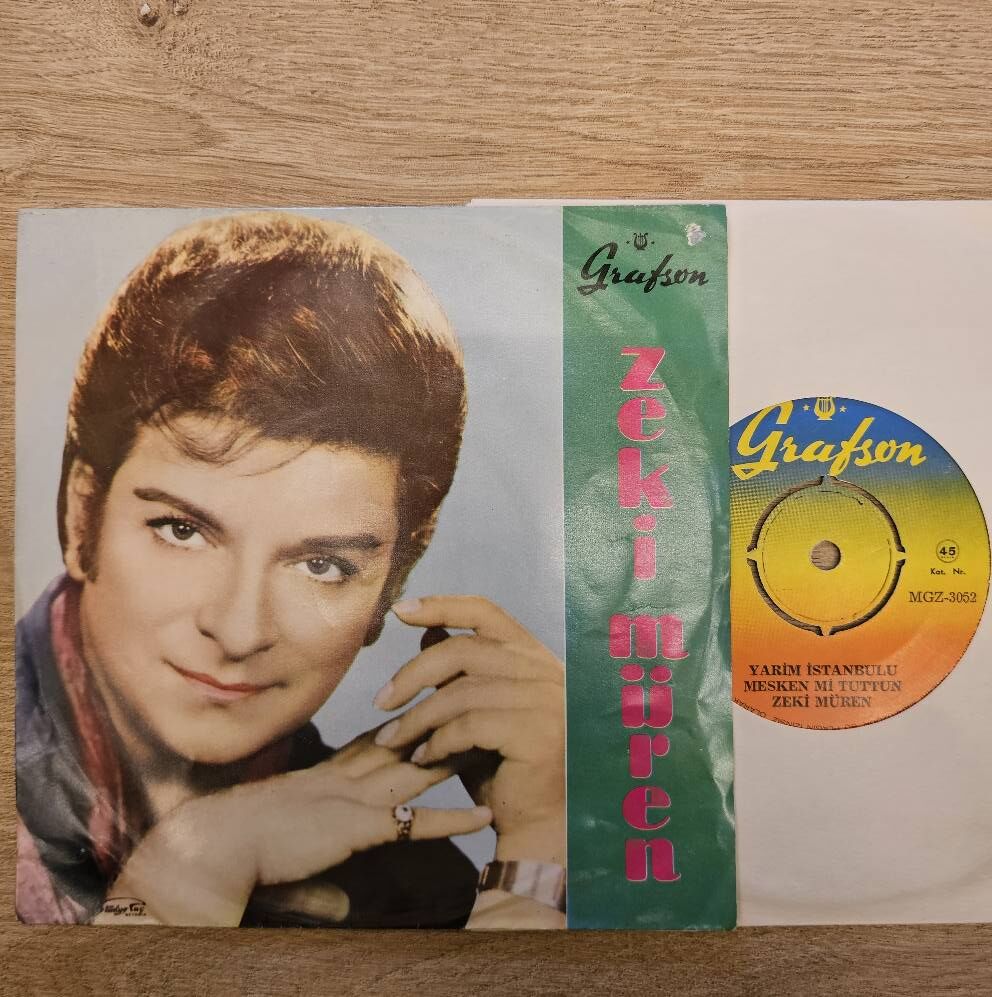 Grafson
zeki müren
Grafson
45
Kat. Nr.
MGZ-3052
YARİM İSTANBULU
MESKEN Mİ TUTTUN
ZEKİ MÜREN